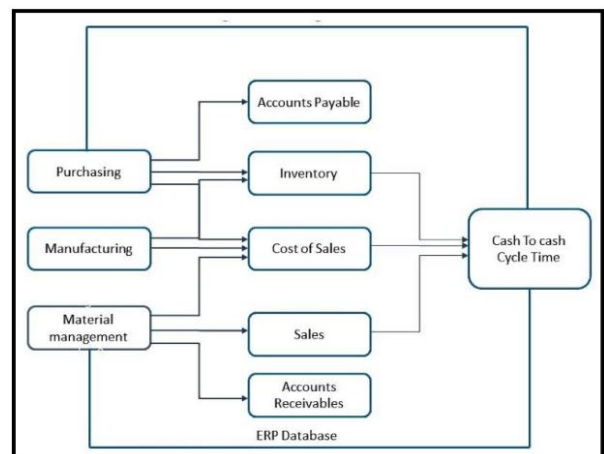 Accounts Payable
Purchasing
Inventory
Manufacturing
Cost of Sales
Cash To cash
Cycle Time
Material
management
Sales
Accounts
Receivables
ERP Database